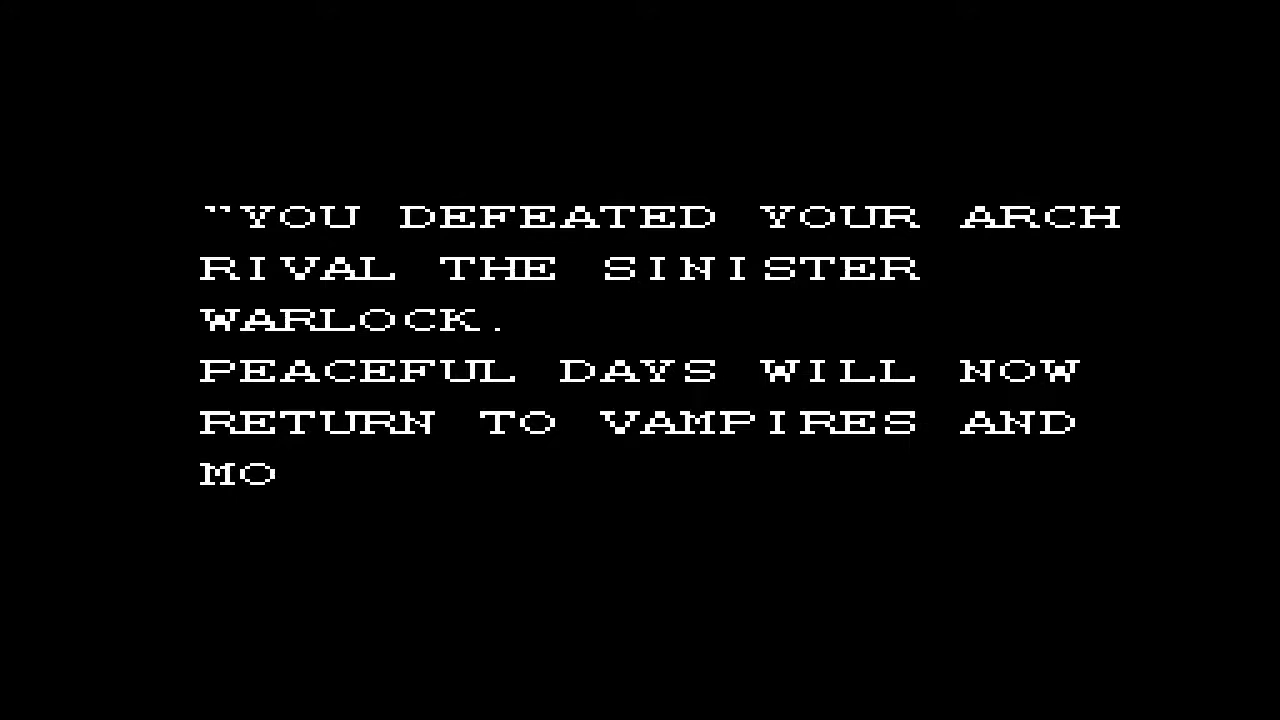 "YOU DEFEATED YOUR ARCH
RIVAL THE SINISTER
WARLOCK.
PEACEFUL DAYS WILL NOW
RETURN TO VAMPIRES AND
MO